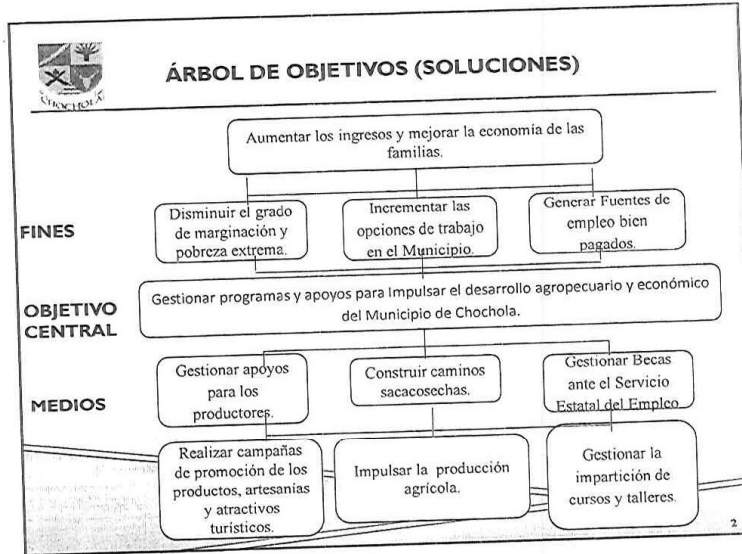 ÁRBOL DE OBJETIVOS (SOLUCIONES)
CHOCHOLÁ
Aumentar los ingresos y mejorar la economía de las
familias.
FINES
Disminuir el grado
de marginación y
pobreza extrema.
Incrementar las
opciones de trabajo
en el Municipio.
Generar Fuentes de
empleo bien
pagados.
OBJETIVO
CENTRAL
Gestionar programas y apoyos para Impulsar el desarrollo agropecuario y económico
del Municipio de Chochola.
MEDIOS
Gestionar apoyos
para los
productores.
Construir caminos
sacacosechas.
Gestionar Becas
ante el Servicio
Estatal del Empleo
Realizar campañas
de promoción de los
productos, artesanías
y atractivos
turísticos.
Impulsar la producción
agrícola.
Gestionar la
impartición de
cursos y talleres.
2